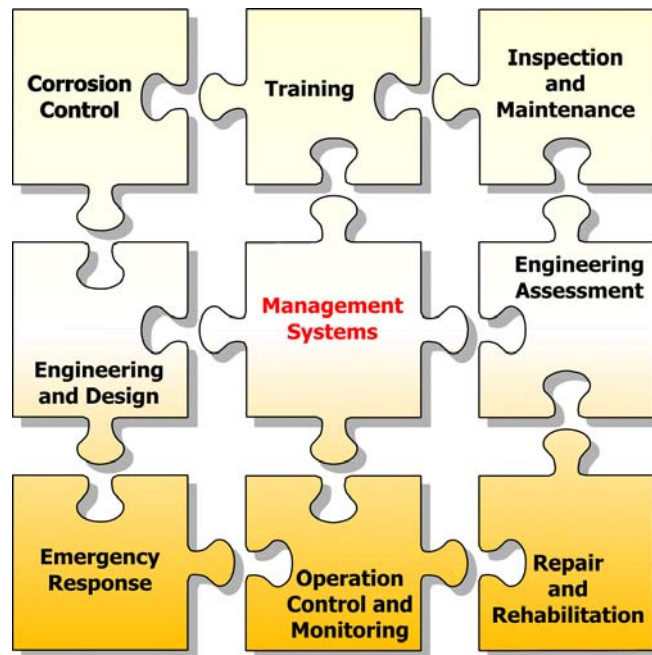 Corrosion
Control
Training
Inspection
and
Maintenance
Engineering
and Design
Management
Systems
Engineering
Assessment
Emergency
Response
Operation
Control and
Monitoring
Repair
and
Rehabilitation